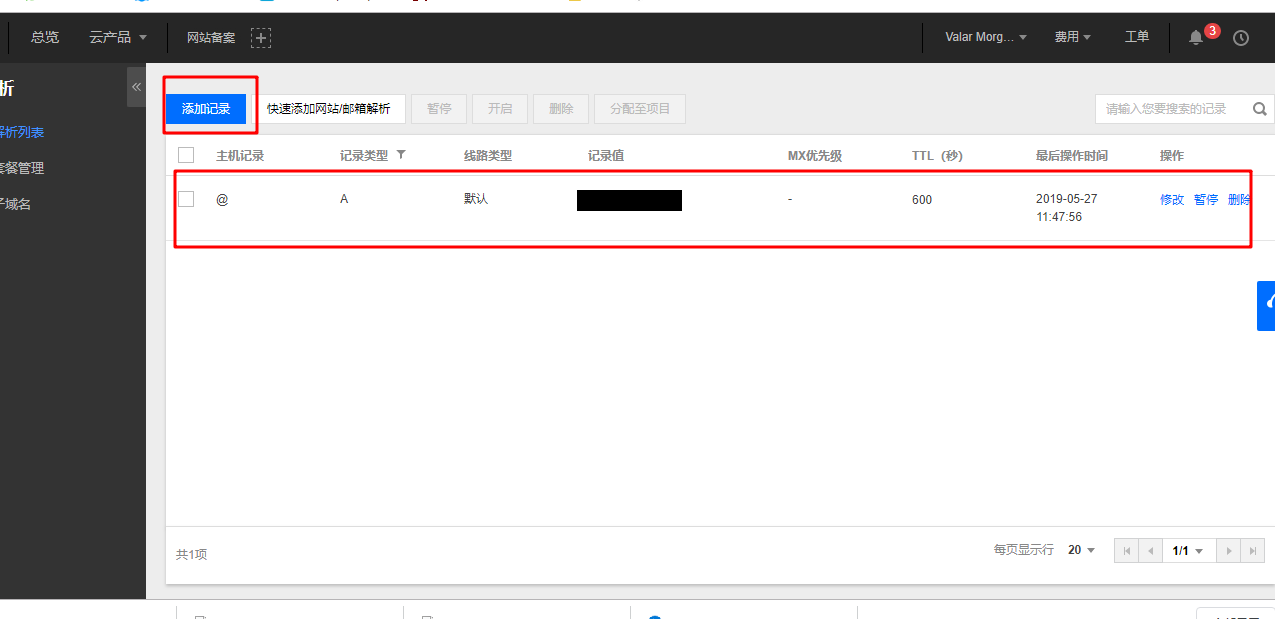 总览 云产品 网站备案 Valar Morg... 费用 工单 3
析
解析列表
套餐管理
子域名
添加记录 快速添加网站/邮箱解析 暂停 开启 删除 分配至项目 请输入您要搜索的记录
主机记录 记录类型 线路类型 记录值 MX优先级 TTL（秒） 最后操作时间 操作
@ A 默认 - 600 2019-05-27 修改 暂停 删除
11:47:56
共1项 每页显示行 20 1/1